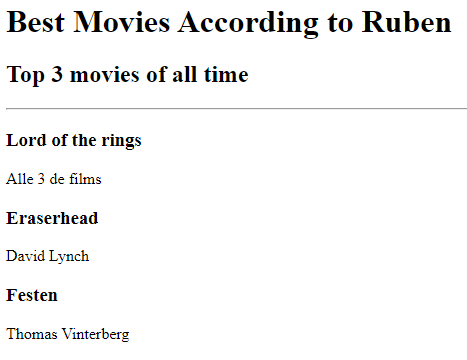 Best Movies According to Ruben
Top 3 movies of all time
Lord of the rings
Alle 3 de films
Eraserhead
David Lynch
Festen
Thomas Vinterberg